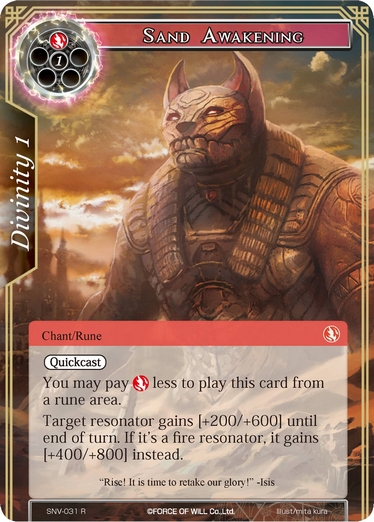 Sand Awakening
1
Divinity 1
Chant/Rune
Quickcast
You may pay less to play this card from
a rune area.
Target resonator gains [+200/+600] until
end of turn. If it's a fire resonator, it gains
[+400/+800] instead.
"Rise! It is time to retake our glory!" -Isis
SNV-031 R ©FORCE OF WILL Co.,Ltd. Illust/mita kura